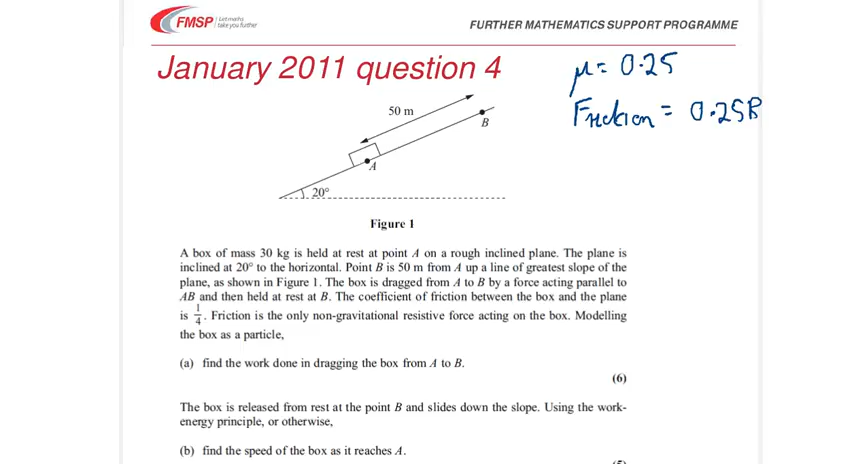 FMSP Let maths take you further
FURTHER MATHEMATICS SUPPORT PROGRAMME
January 2011 question 4
μ = 0.25
Friction = 0.25R
50 m
B
A
20°
Figure 1
A box of mass 30 kg is held at rest at point A on a rough inclined plane. The plane is
inclined at 20° to the horizontal. Point B is 50 m from A up a line of greatest slope of the
plane, as shown in Figure 1. The box is dragged from A to B by a force acting parallel to
AB and then held at rest at B. The coefficient of friction between the box and the plane
is 1/4. Friction is the only non-gravitational resistive force acting on the box. Modelling
the box as a particle,
(a) find the work done in dragging the box from A to B.
(6)
The box is released from rest at the point B and slides down the slope. Using the work-
energy principle, or otherwise,
(b) find the speed of the box as it reaches A.